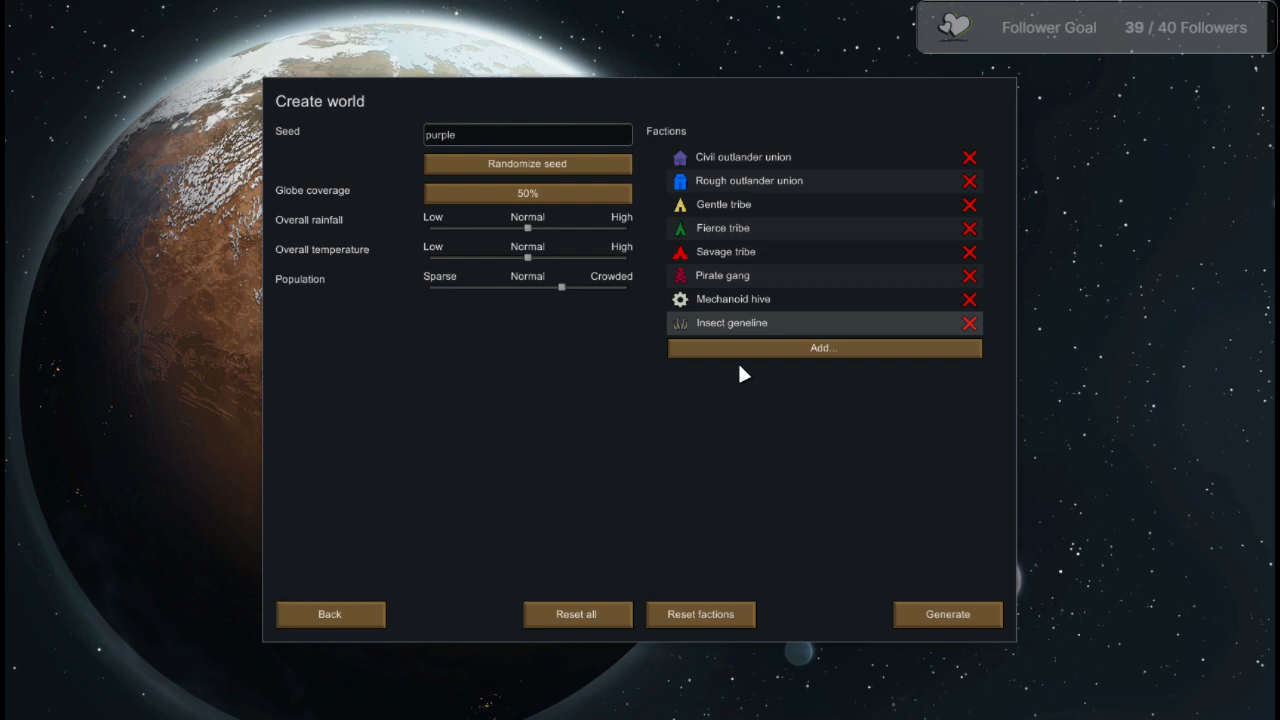 Follower Goal 39 / 40 Followers
Create world
Seed
purple
Randomize seed
Globe coverage
50%
Overall rainfall
Low Normal High
Overall temperature
Low Normal High
Population
Sparse Normal Crowded
Factions
Civil outlander union
Rough outlander union
Gentle tribe
Fierce tribe
Savage tribe
Pirate gang
Mechanoid hive
Insect geneline
Add...
Back
Reset all
Reset factions
Generate